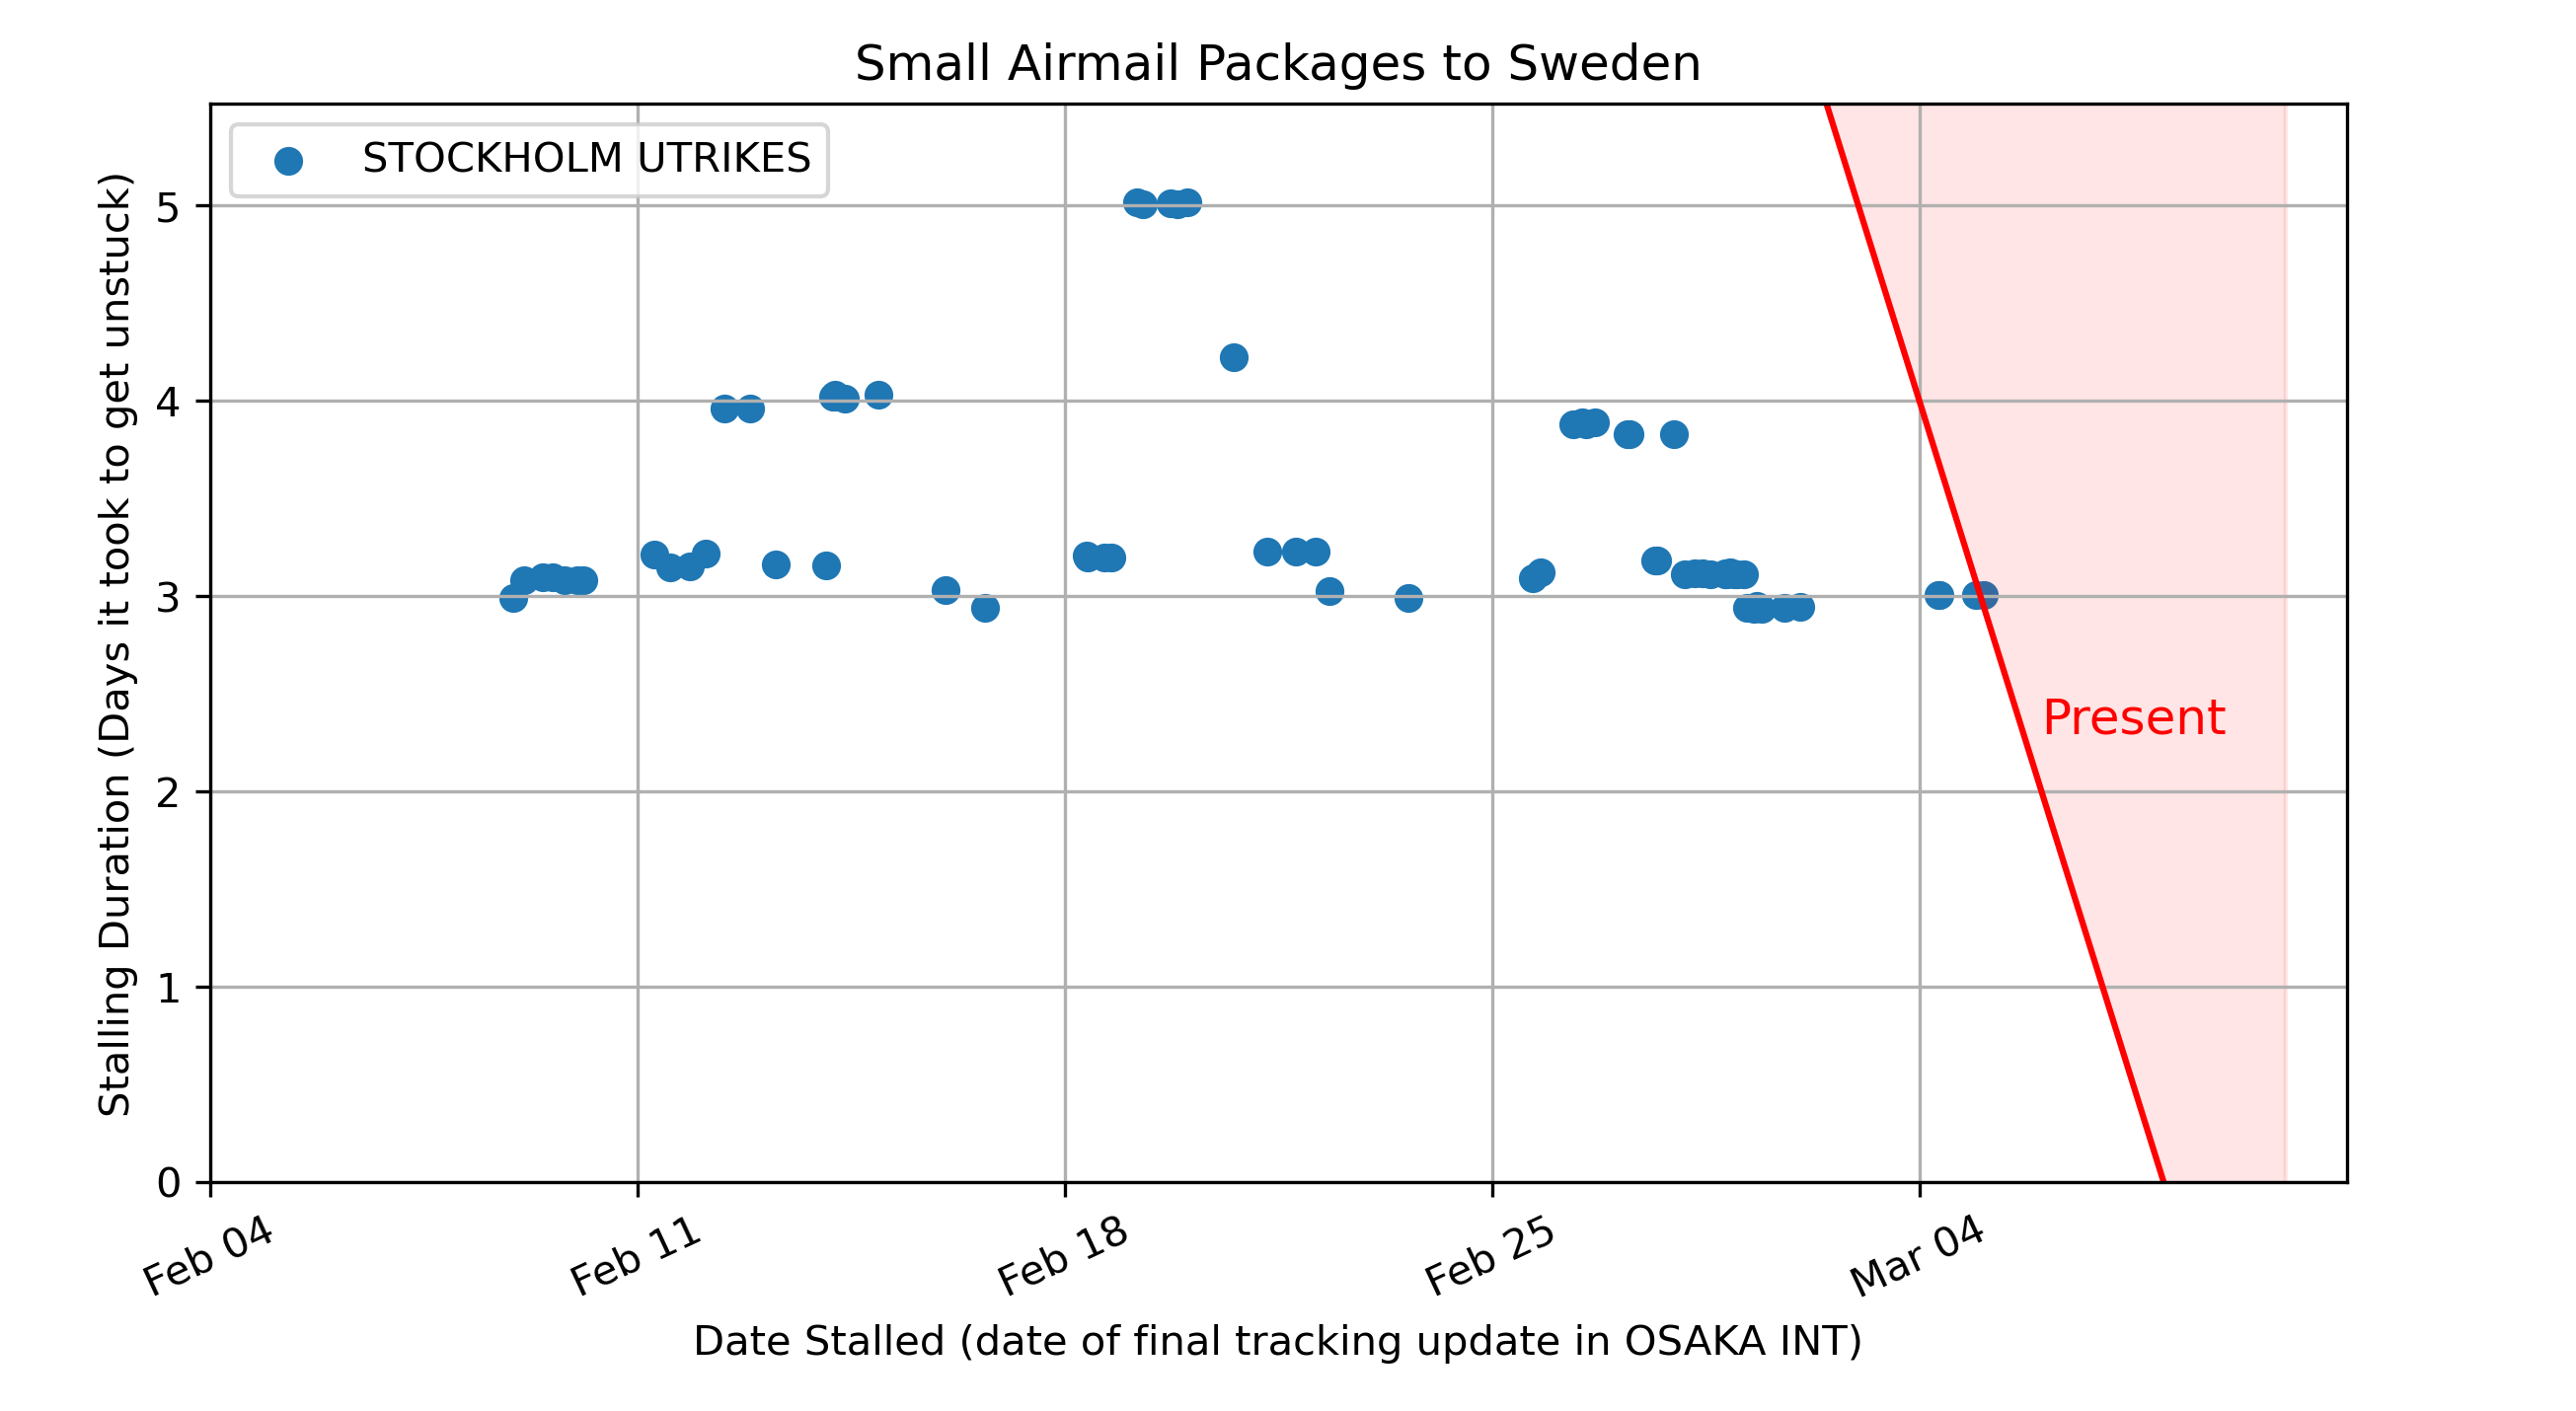 Small Airmail Packages to Sweden
STOCKHOLM UTRIKES
Stalling Duration (Days it took to get unstuck)
5
4
3
2
1
0
Present
Feb 04
Feb 11
Feb 18
Feb 25
Mar 04
Date Stalled (date of final tracking update in OSAKA INT)